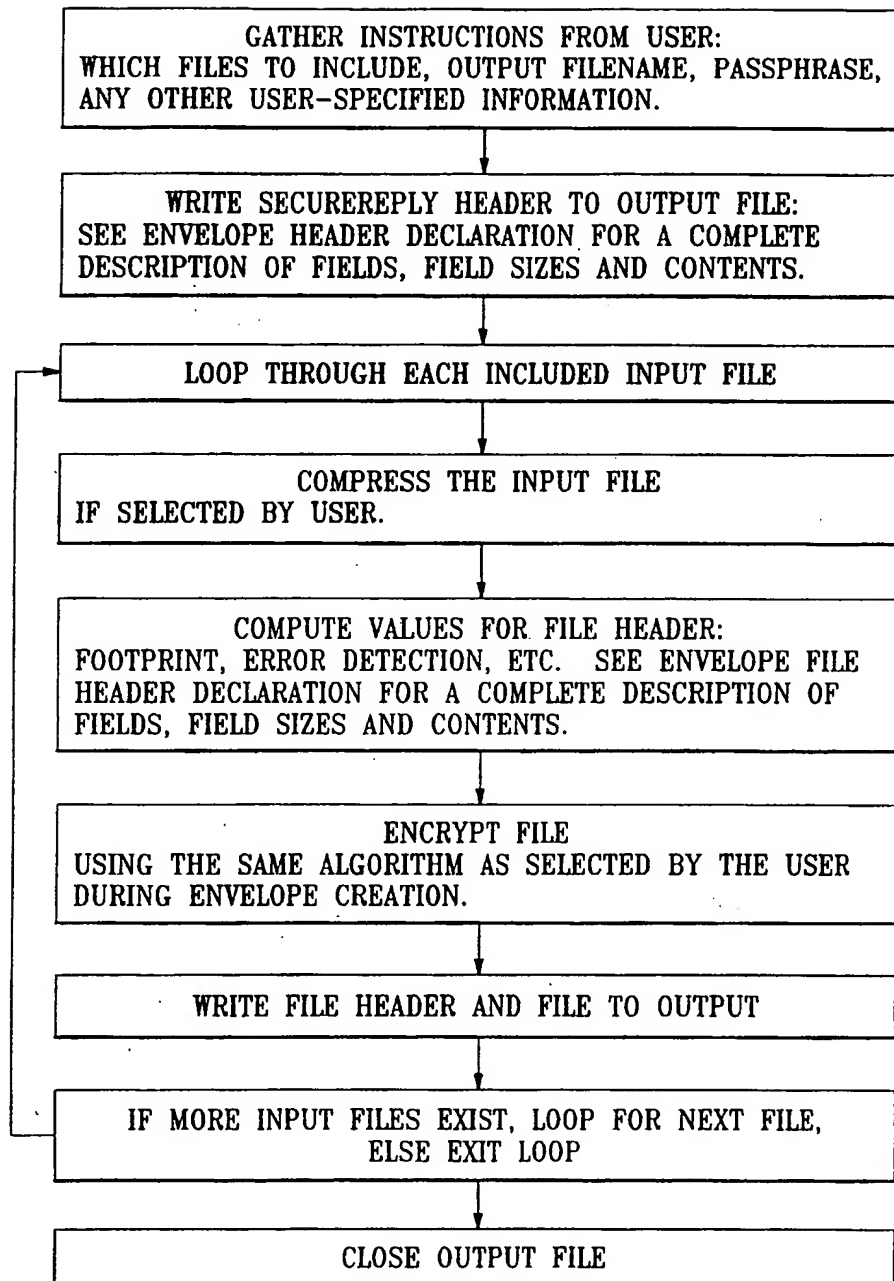 GATHER INSTRUCTIONS FROM USER:
WHICH FILES TO INCLUDE, OUTPUT FILENAME, PASSPHRASE,
ANY OTHER USER-SPECIFIED INFORMATION.
WRITE SECUREREPLY HEADER TO OUTPUT FILE:
SEE ENVELOPE HEADER DECLARATION FOR A COMPLETE
DESCRIPTION OF FIELDS, FIELD SIZES AND CONTENTS.
LOOP THROUGH EACH INCLUDED INPUT FILE
COMPRESS THE INPUT FILE
IF SELECTED BY USER.
COMPUTE VALUES FOR FILE HEADER:
FOOTPRINT, ERROR DETECTION, ETC. SEE ENVELOPE FILE
HEADER DECLARATION FOR A COMPLETE DESCRIPTION OF
FIELDS, FIELD SIZES AND CONTENTS.
ENCRYPT FILE
USING THE SAME ALGORITHM AS SELECTED BY THE USER
DURING ENVELOPE CREATION.
WRITE FILE HEADER AND FILE TO OUTPUT
IF MORE INPUT FILES EXIST, LOOP FOR NEXT FILE,
ELSE EXIT LOOP
CLOSE OUTPUT FILE